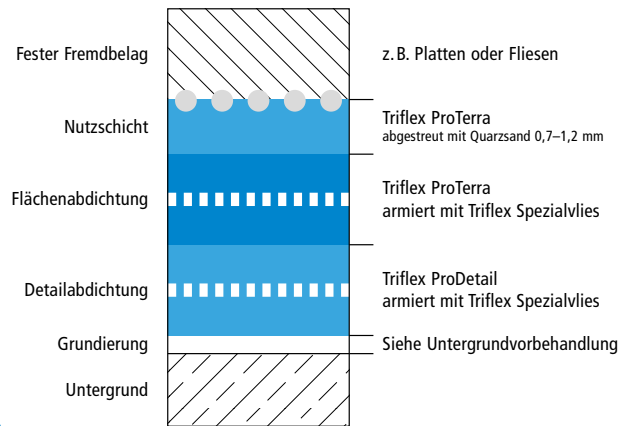 Fester Fremdbelag
z. B. Platten oder Fliesen
Nutzschicht
Triflex ProTerra
abgestreut mit Quarzsand 0,7–1,2 mm
Flächenabdichtung
Triflex ProTerra
armiert mit Triflex Spezialvlies
Detailabdichtung
Triflex ProDetail
armiert mit Triflex Spezialvlies
Grundierung
Siehe Untergrundvorbehandlung
Untergrund